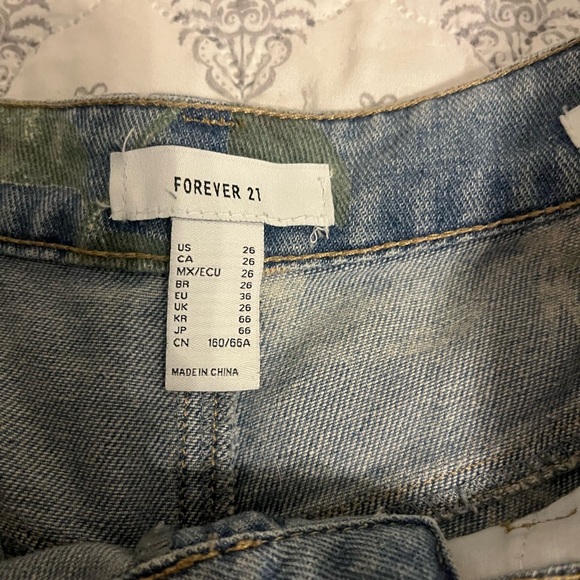 FOREVER 21
US 26
CA 26
MX/ECU 26
BR 26
EU 36
UK 26
KR 66
JP 66
CN 160/66A
MADE IN CHINA